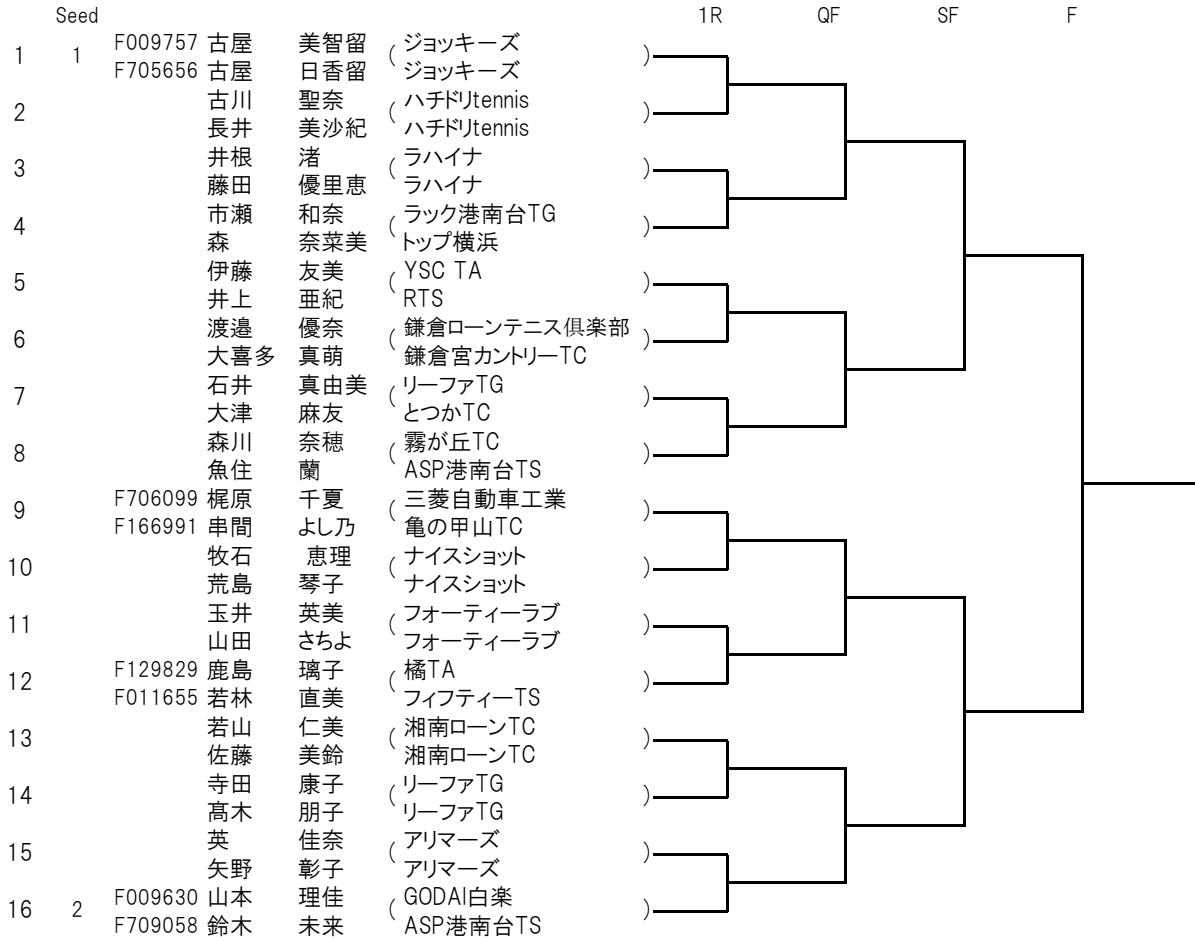 Seed 1R QF SF F
1 1 F009757 古屋 美智留 ( ジョッキーズ )
F705656 古屋 日香留 ジョッキーズ
2 古川 聖奈 ( ハチドリtennis )
長井 美沙紀 ハチドリtennis
3 井根 渚 ( ラハイナ )
藤田 優里恵 ラハイナ
4 市瀬 和奈 ( ラック港南台TG )
森 奈菜美 トップ横浜
5 伊藤 友美 ( YSC TA )
井上 亜紀 RTS
6 渡邉 優奈 ( 鎌倉ローンテニス倶楽部 )
大喜多 真萌 鎌倉宮カントリーTC
7 石井 真由美 ( リーファTG )
大津 麻友 とつかTC
8 森川 奈穂 ( 霧が丘TC )
魚住 蘭 ASP港南台TS
9 F706099 梶原 千夏 ( 三菱自動車工業 )
F166991 串間 よし乃 亀の甲山TC
10 牧石 恵理 ( ナイスショット )
荒島 琴子 ナイスショット
11 玉井 英美 ( フォーティーラブ )
山田 さちよ フォーティーラブ
12 F129829 鹿島 璃子 ( 橘TA )
F011655 若林 直美 フィフティーTS
13 若山 仁美 ( 湘南ローンTC )
佐藤 美鈴 湘南ローンTC
14 寺田 康子 ( リーファTG )
髙木 朋子 リーファTG
15 英 佳奈 ( アリマーズ )
矢野 彰子 アリマーズ
16 2 F009630 山本 理佳 ( GODAI白楽 )
F709058 鈴木 未来 ASP港南台TS